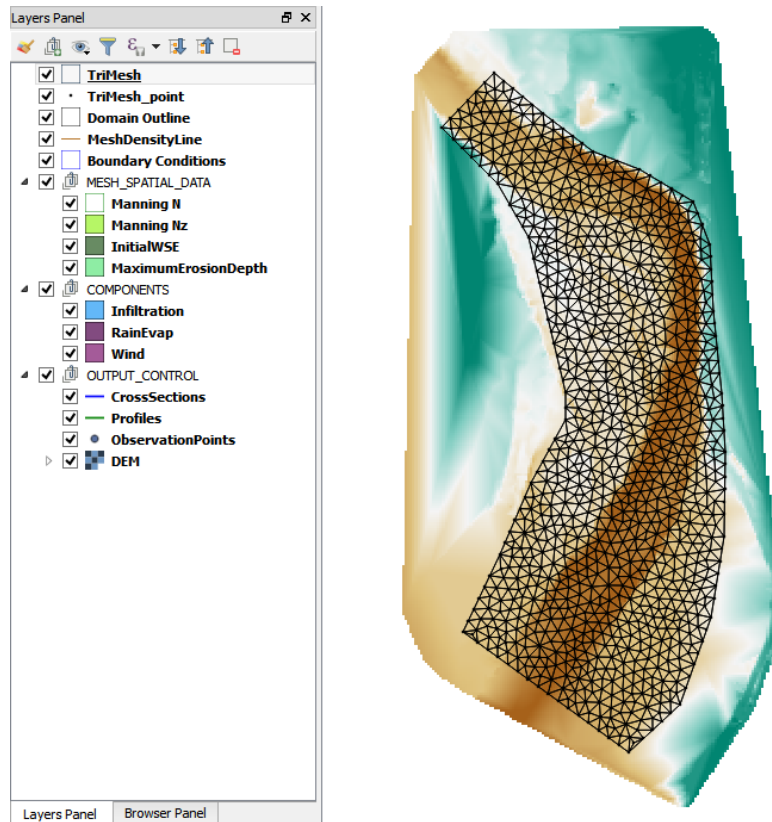 Layers Panel
TriMesh
TriMesh_point
Domain Outline
MeshDensityLine
Boundary Conditions
MESH_SPATIAL_DATA
Manning N
Manning Nz
InitialWSE
MaximumErosionDepth
COMPONENTS
Infiltration
RainEvap
Wind
OUTPUT_CONTROL
CrossSections
Profiles
ObservationPoints
DEM
Layers Panel Browser Panel